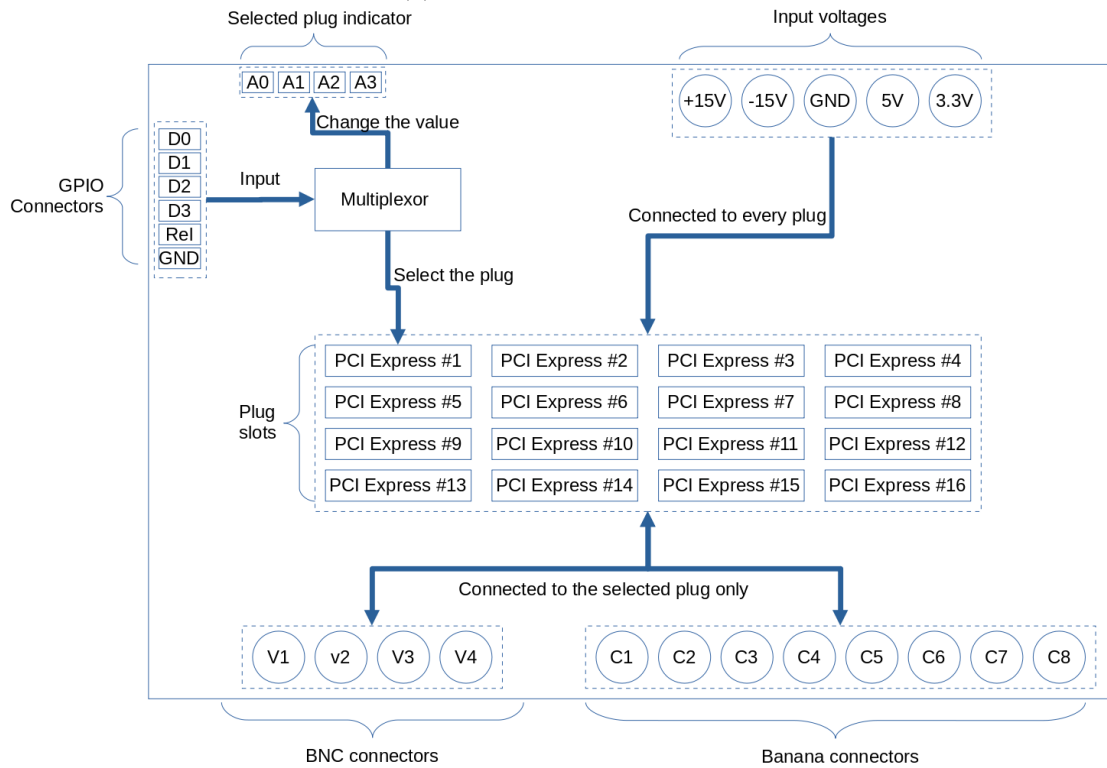 Selected plug indicator
Input voltages
A0 A1 A2 A3
+15V -15V GND 5V 3.3V
Change the value
D0
D1
D2
D3
Rel
GND
GPIO
Connectors
Input
Multiplexor
Connected to every plug
Select the plug
PCI Express #1 PCI Express #2 PCI Express #3 PCI Express #4
PCI Express #5 PCI Express #6 PCI Express #7 PCI Express #8
Plug
slots
PCI Express #9 PCI Express #10 PCI Express #11 PCI Express #12
PCI Express #13 PCI Express #14 PCI Express #15 PCI Express #16
Connected to the selected plug only
V1 v2 V3 V4
C1 C2 C3 C4 C5 C6 C7 C8
BNC connectors
Banana connectors